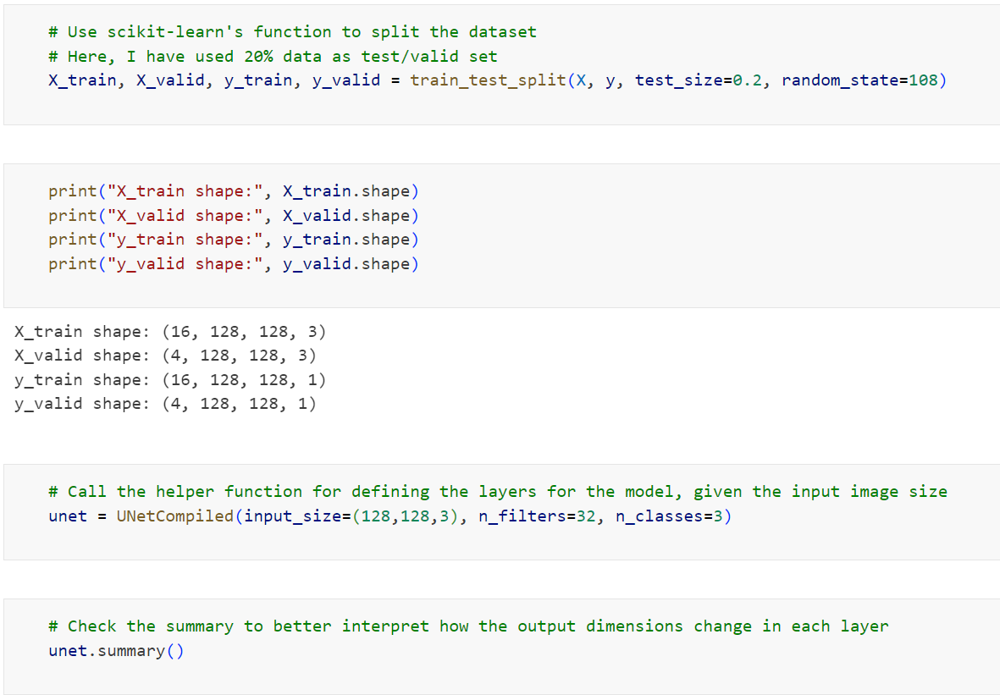 # Use scikit-learn's function to split the dataset
# Here, I have used 20% data as test/valid set
X_train, X_valid, y_train, y_valid = train_test_split(X, y, test_size=0.2, random_state=108)
print("X_train shape:", X_train.shape)
print("X_valid shape:", X_valid.shape)
print("y_train shape:", y_train.shape)
print("y_valid shape:", y_valid.shape)
X_train shape: (16, 128, 128, 3)
X_valid shape: (4, 128, 128, 3)
y_train shape: (16, 128, 128, 1)
y_valid shape: (4, 128, 128, 1)
# Call the helper function for defining the layers for the model, given the input image size
unet = UNetCompiled(input_size=(128,128,3), n_filters=32, n_classes=3)
# Check the summary to better interpret how the output dimensions change in each layer
unet.summary()